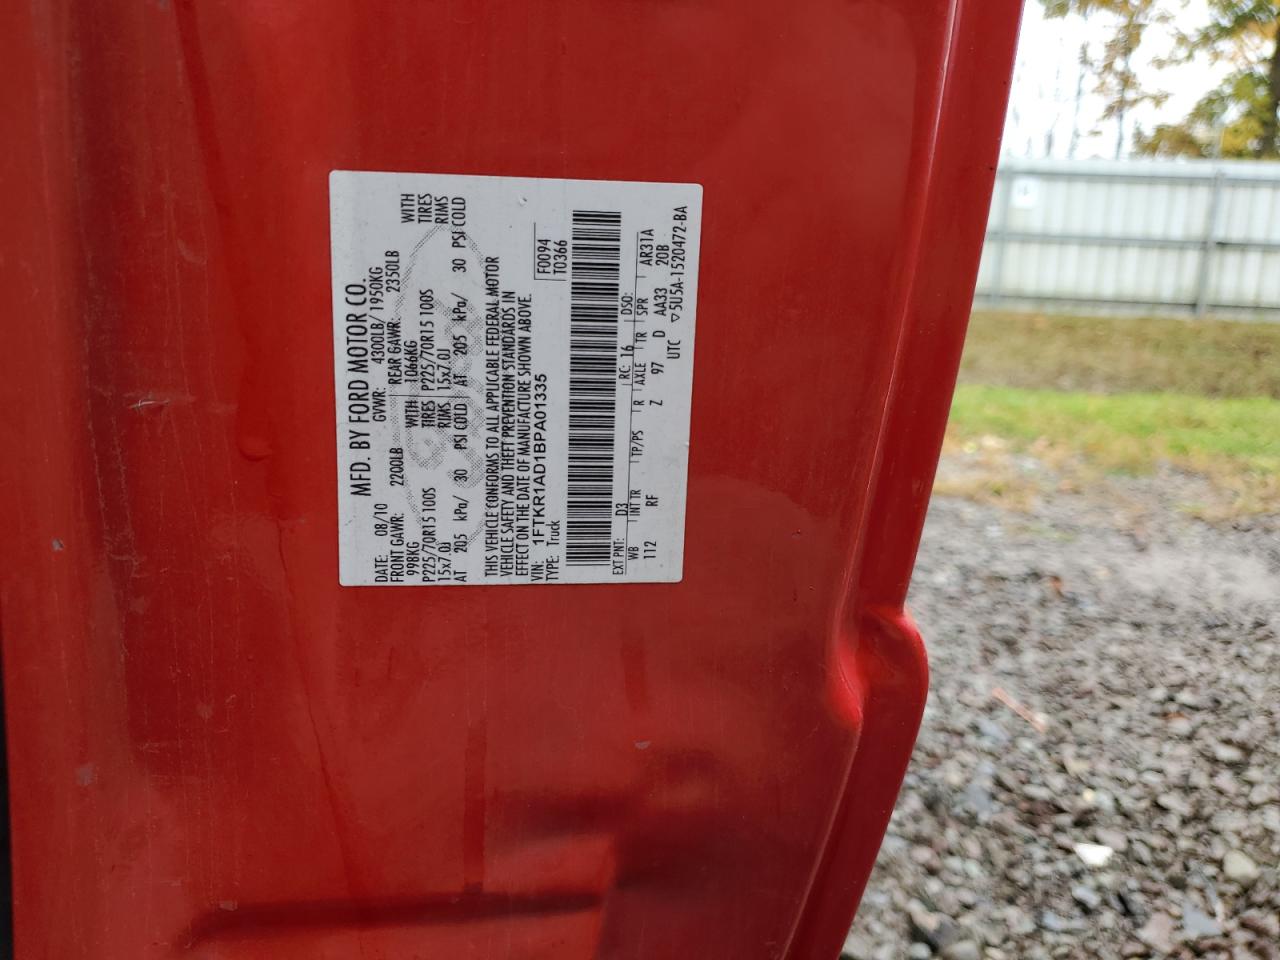 MFD. BY FORD MOTOR CO.
DATE: 08/10 GVWR: 4300LB/ 1950KG
FRONT GAWR: 2200LB REAR GAWR: 2350LB
998KG WITH 1066KG WITH
P225/70R15 100S TIRES P225/70R15 100S TIRES
15x7.0J RIMS 15x7.0J RIMS
AT 205 kPa/ 30 PSI COLD AT 205 kPa/ 30 PSI COLD
THIS VEHICLE CONFORMS TO ALL APPLICABLE FEDERAL MOTOR
VEHICLE SAFETY AND THEFT PREVENTION STANDARDS IN
EFFECT ON THE DATE OF MANUFACTURE SHOWN ABOVE.
VIN: 1FTKR1AD1BPA01335 F0094
TYPE: Truck T0366
EXT PNT: D3 RC: 16 DSO:
WB INT TR TP/PS R AXLE TR SPR AR31A
112 RF Z 97 D AA33 20B
UTC ▽5U5A-1520472-BA